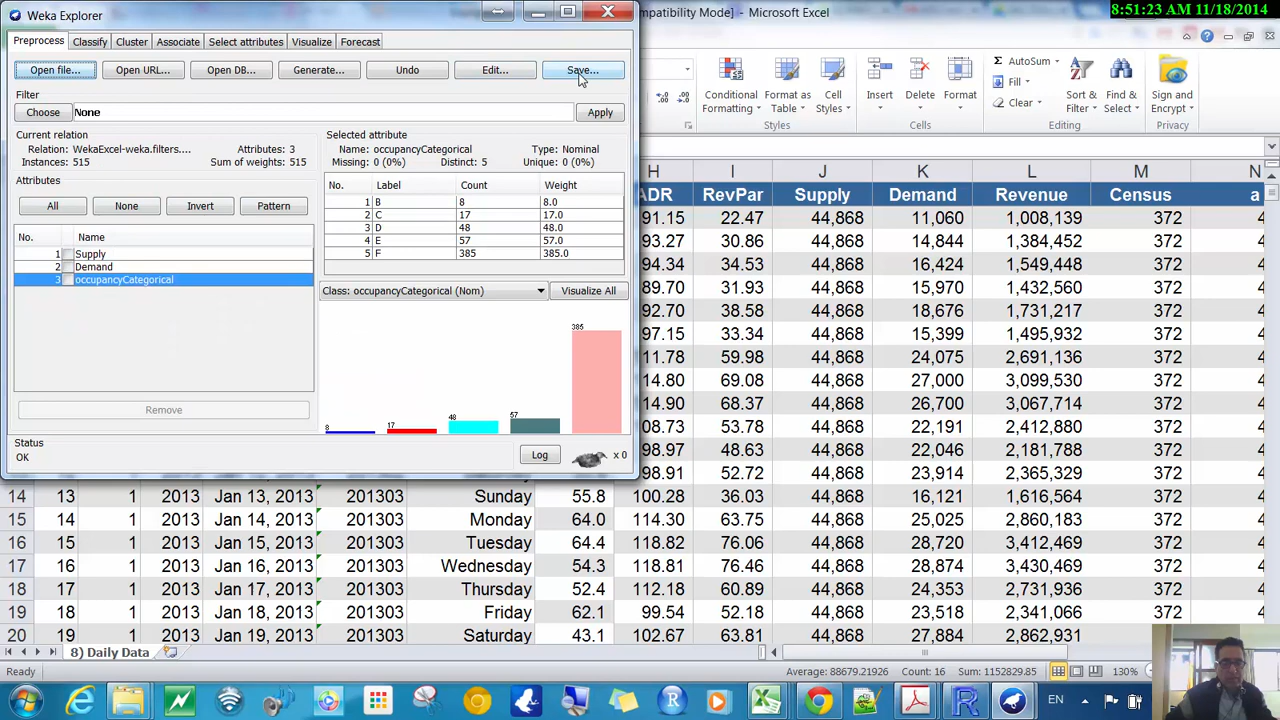 Weka Explorer
[ompatibility Mode] - Microsoft Excel
8:51:23 AM 11/18/2014
Preprocess Classify Cluster Associate Select attributes Visualize Forecast
Open file... Open URL... Open DB... Generate... Undo Edit... Save...
Filter
Choose None Apply
Current relation
Relation: WekaExcel-weka.filters.... Attributes: 3
Instances: 515 Sum of weights: 515
Selected attribute
Name: occupancyCategorical Type: Nominal
Missing: 0 (0%) Distinct: 5 Unique: 0 (0%)
Attributes
All None Invert Pattern
No. Name
1 Supply
2 Demand
3 occupancyCategorical
Remove
No. Label Count Weight
1 B 8 8.0
2 C 17 17.0
3 D 48 48.0
4 E 57 57.0
5 F 385 385.0
Class: occupancyCategorical (Nom) Visualize All
8 17 48 57 385
Status
OK
Log x 0
Conditional Formatting Format as Table Cell Styles
Styles
Insert Delete Format
Cells
AutoSum
Fill
Clear
Sort & Filter Find & Select
Editing
Sign and Encrypt
Privacy
H I J K L M N
ADR RevPar Supply Demand Revenue Census a
91.15 22.47 44,868 11,060 1,008,139 372
93.27 30.86 44,868 14,844 1,384,452 372
94.34 34.53 44,868 16,424 1,549,448 372
89.70 31.93 44,868 15,970 1,432,560 372
92.70 38.58 44,868 18,676 1,731,217 372
97.15 33.34 44,868 15,399 1,495,932 372
11.78 59.98 44,868 24,075 2,691,136 372
14.80 69.08 44,868 27,000 3,099,530 372
14.90 68.37 44,868 26,700 3,067,714 372
08.73 53.77 44,868 22,191 2,412,880 372
98.97 48.63 44,868 22,046 2,181,788 372
98.91 52.72 44,868 23,914 2,365,329 372
14 13 1 2013 Jan 13, 2013 201303 Sunday 55.8 100.28 36.03 44,868 16,121 1,616,564 372
15 14 1 2013 Jan 14, 2013 201303 Monday 64.0 114.30 63.75 44,868 25,025 2,860,183 372
16 15 1 2013 Jan 15, 2013 201303 Tuesday 64.4 118.82 76.06 44,868 28,720 3,412,469 372
17 16 1 2013 Jan 16, 2013 201303 Wednesday 54.3 118.81 76.46 44,868 28,874 3,430,469 372
18 17 1 2013 Jan 17, 2013 201303 Thursday 52.4 112.18 60.89 44,868 24,353 2,731,936 372
19 18 1 2013 Jan 18, 2013 201303 Friday 62.1 99.54 52.18 44,868 23,518 2,341,066 372
20 19 1 2013 Jan 19, 2013 201303 Saturday 43.1 102.67 63.81 44,868 27,884 2,862,931
8) Daily Data
Ready Average: 88679.21926 Count: 16 Sum: 1152829.85 130%
EN